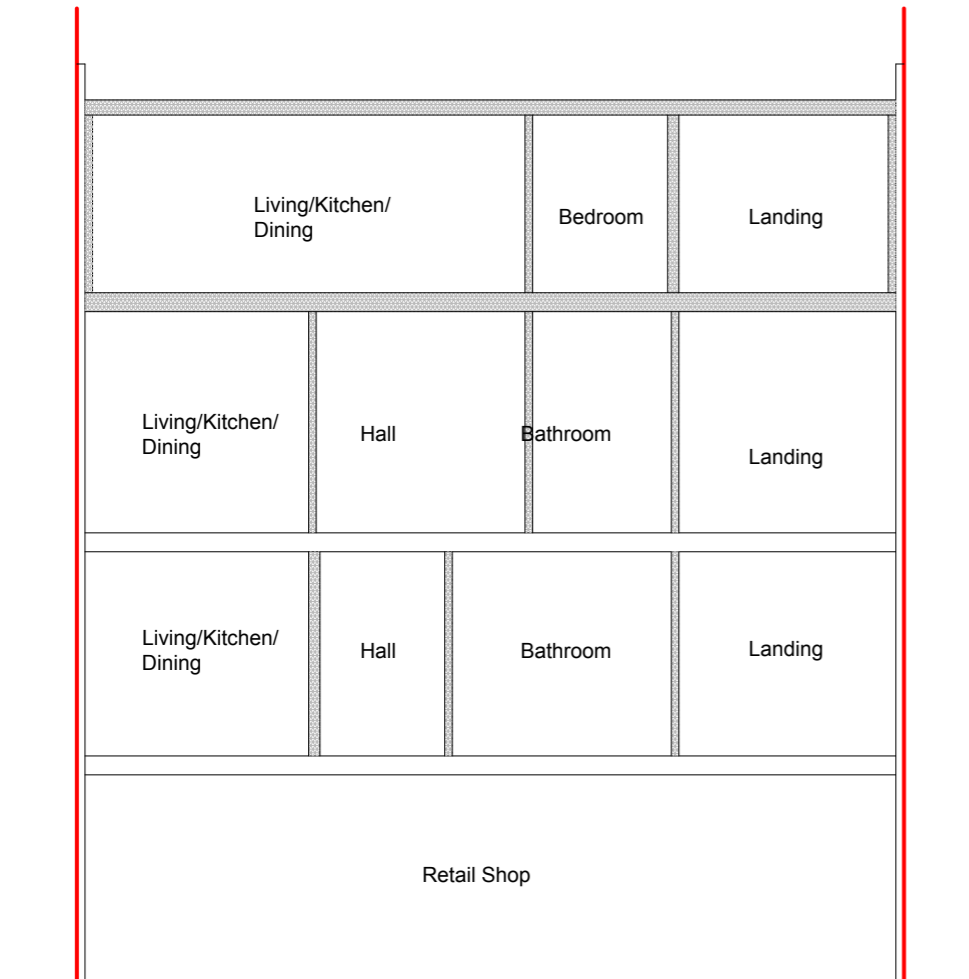 Living/Kitchen/
Dining
Bedroom
Landing
Living/Kitchen/
Dining
Hall
Bathroom
Landing
Living/Kitchen/
Dining
Hall
Bathroom
Landing
Retail Shop